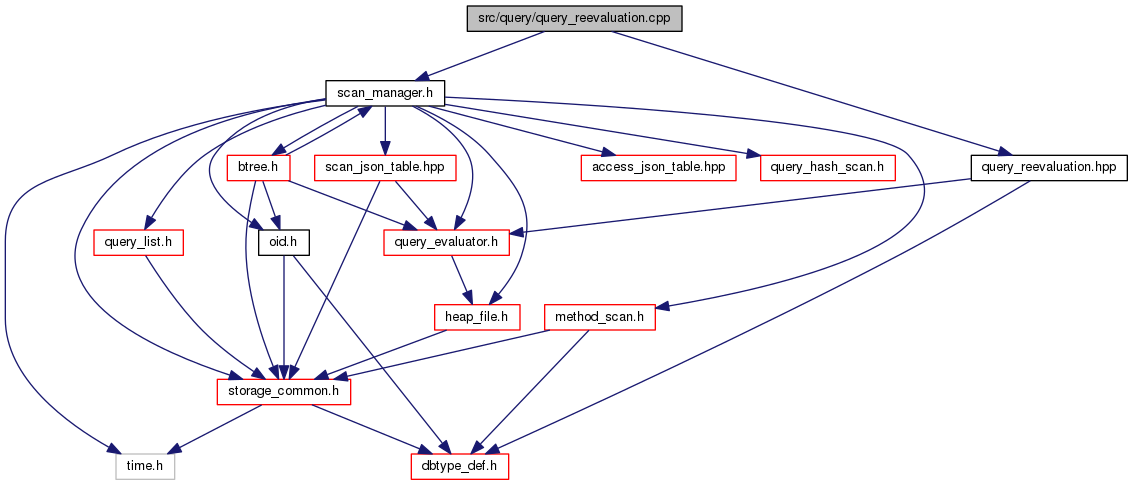 src/query/query_reevaluation.cpp
scan_manager.h
btree.h
scan_json_table.hpp
access_json_table.hpp
query_hash_scan.h
query_reevaluation.hpp
query_list.h
oid.h
query_evaluator.h
heap_file.h
method_scan.h
storage_common.h
time.h
dbtype_def.h